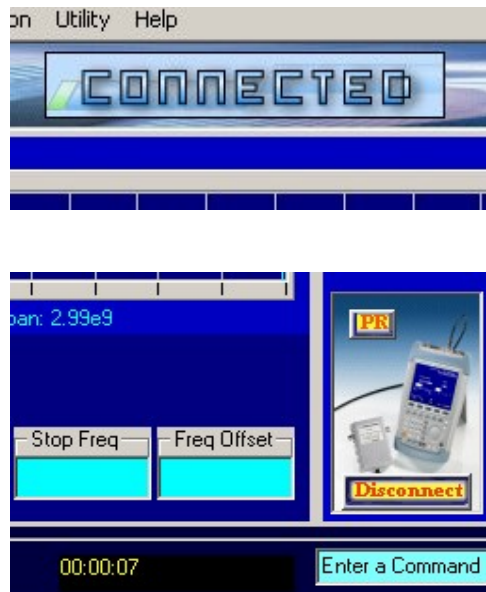 on Utility Help
CONNECTED
pan: 2.99e9
PR
Stop Freq Freq Offset
Disconnect
00:00:07 Enter a Command